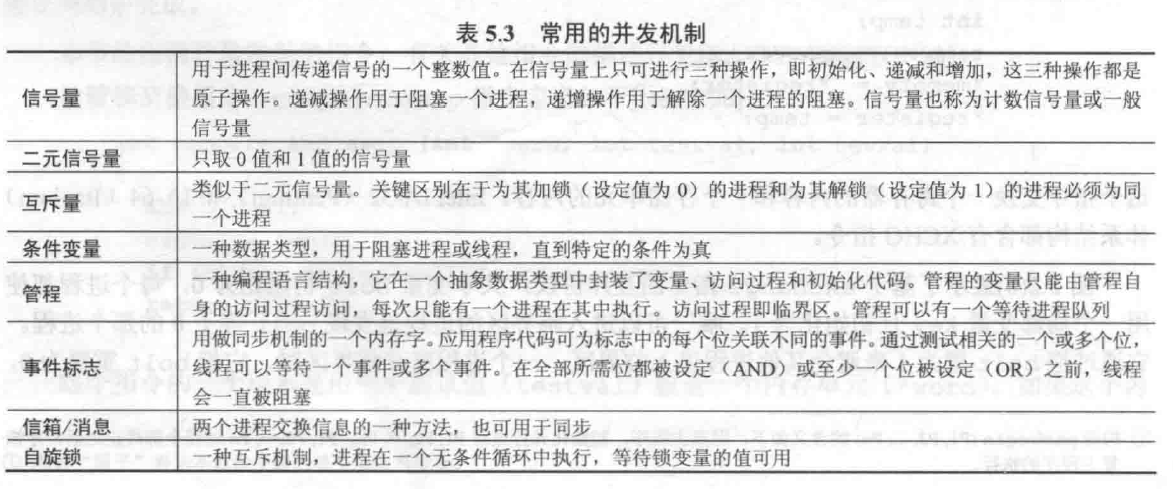 表 5.3 常用的并发机制
用于进程间传递信号的一个整数值。在信号量上只可进行三种操作，即初始化、递减和增加，这三种操作都是
信号量 原子操作。递减操作用于阻塞一个进程，递增操作用于解除一个进程的阻塞。信号量也称为计数信号量或一般
信号量
二元信号量 只取 0 值和 1 值的信号量
互斥量 类似于二元信号量。关键区别在于为其加锁（设定值为 0）的进程和为其解锁（设定值为 1）的进程必须为同
一个进程
条件变量 一种数据类型，用于阻塞进程或线程，直到特定的条件为真
管程 一种编程语言结构，它在一个抽象数据类型中封装了变量、访问过程和初始化代码。管程的变量只能由管程自
身的访问过程访问，每次只能有一个进程在其中执行。访问过程即临界区。管程可以有一个等待进程队列
用做同步机制的一个内存字。应用程序代码可为标志中的每个位关联不同的事件。通过测试相关的一个或多个位，
事件标志 线程可以等待一个事件或多个事件。在全部所需位都被设定（AND）或至少一个位被设定（OR）之前，线程
会一直被阻塞
信箱/消息 两个进程交换信息的一种方法，也可用于同步
自旋锁 一种互斥机制，进程在一个无条件循环中执行，等待锁变量的值可用